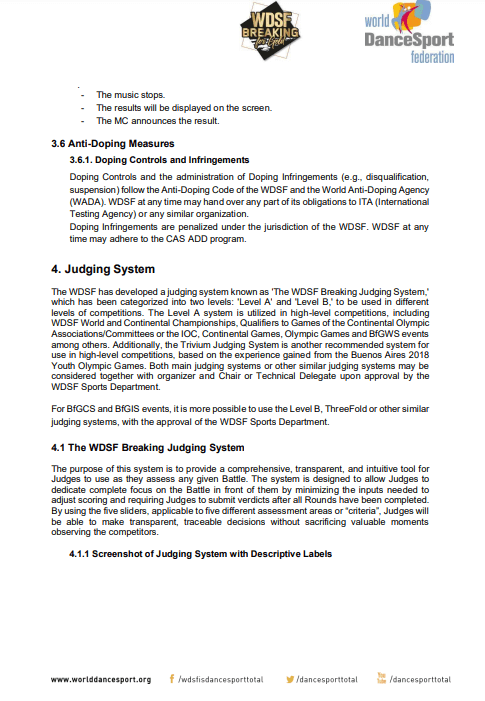 WDSF
BREAKING
for Gold
world
DanceSport
federation
.
- The music stops.
- The results will be displayed on the screen.
- The MC announces the result.
3.6 Anti-Doping Measures
3.6.1. Doping Controls and Infringements
Doping Controls and the administration of Doping Infringements (e.g., disqualification,
suspension) follow the Anti-Doping Code of the WDSF and the World Anti-Doping Agency
(WADA). WDSF at any time may hand over any part of its obligations to ITA (International
Testing Agency) or any similar organization.
Doping Infringements are penalized under the jurisdiction of the WDSF. WDSF at any
time may adhere to the CAS ADD program.
4. Judging System
The WDSF has developed a judging system known as 'The WDSF Breaking Judging System,'
which has been categorized into two levels: 'Level A' and 'Level B,' to be used in different
levels of competitions. The Level A system is utilized in high-level competitions, including
WDSF World and Continental Championships, Qualifiers to Games of the Continental Olympic
Associations/Committees or the IOC, Continental Games, Olympic Games and BfGWS events
among others. Additionally, the Trivium Judging System is another recommended system for
use in high-level competitions, based on the experience gained from the Buenos Aires 2018
Youth Olympic Games. Both main judging systems or other similar judging systems may be
considered together with organizer and Chair or Technical Delegate upon approval by the
WDSF Sports Department.
For BfGCS and BfGIS events, it is more possible to use the Level B, ThreeFold or other similar
judging systems, with the approval of the WDSF Sports Department.
4.1 The WDSF Breaking Judging System
The purpose of this system is to provide a comprehensive, transparent, and intuitive tool for
Judges to use as they assess any given Battle. The system is designed to allow Judges to
dedicate complete focus on the Battle in front of them by minimizing the inputs needed to
adjust scoring and requiring Judges to submit verdicts after all Rounds have been completed.
By using the five sliders, applicable to five different assessment areas or “criteria”, Judges will
be able to make transparent, traceable decisions without sacrificing valuable moments
observing the competitors.
4.1.1 Screenshot of Judging System with Descriptive Labels
www.worlddancesport.org f /wdsfisdancesporttotal /dancesporttotal You Tube /dancesporttotal